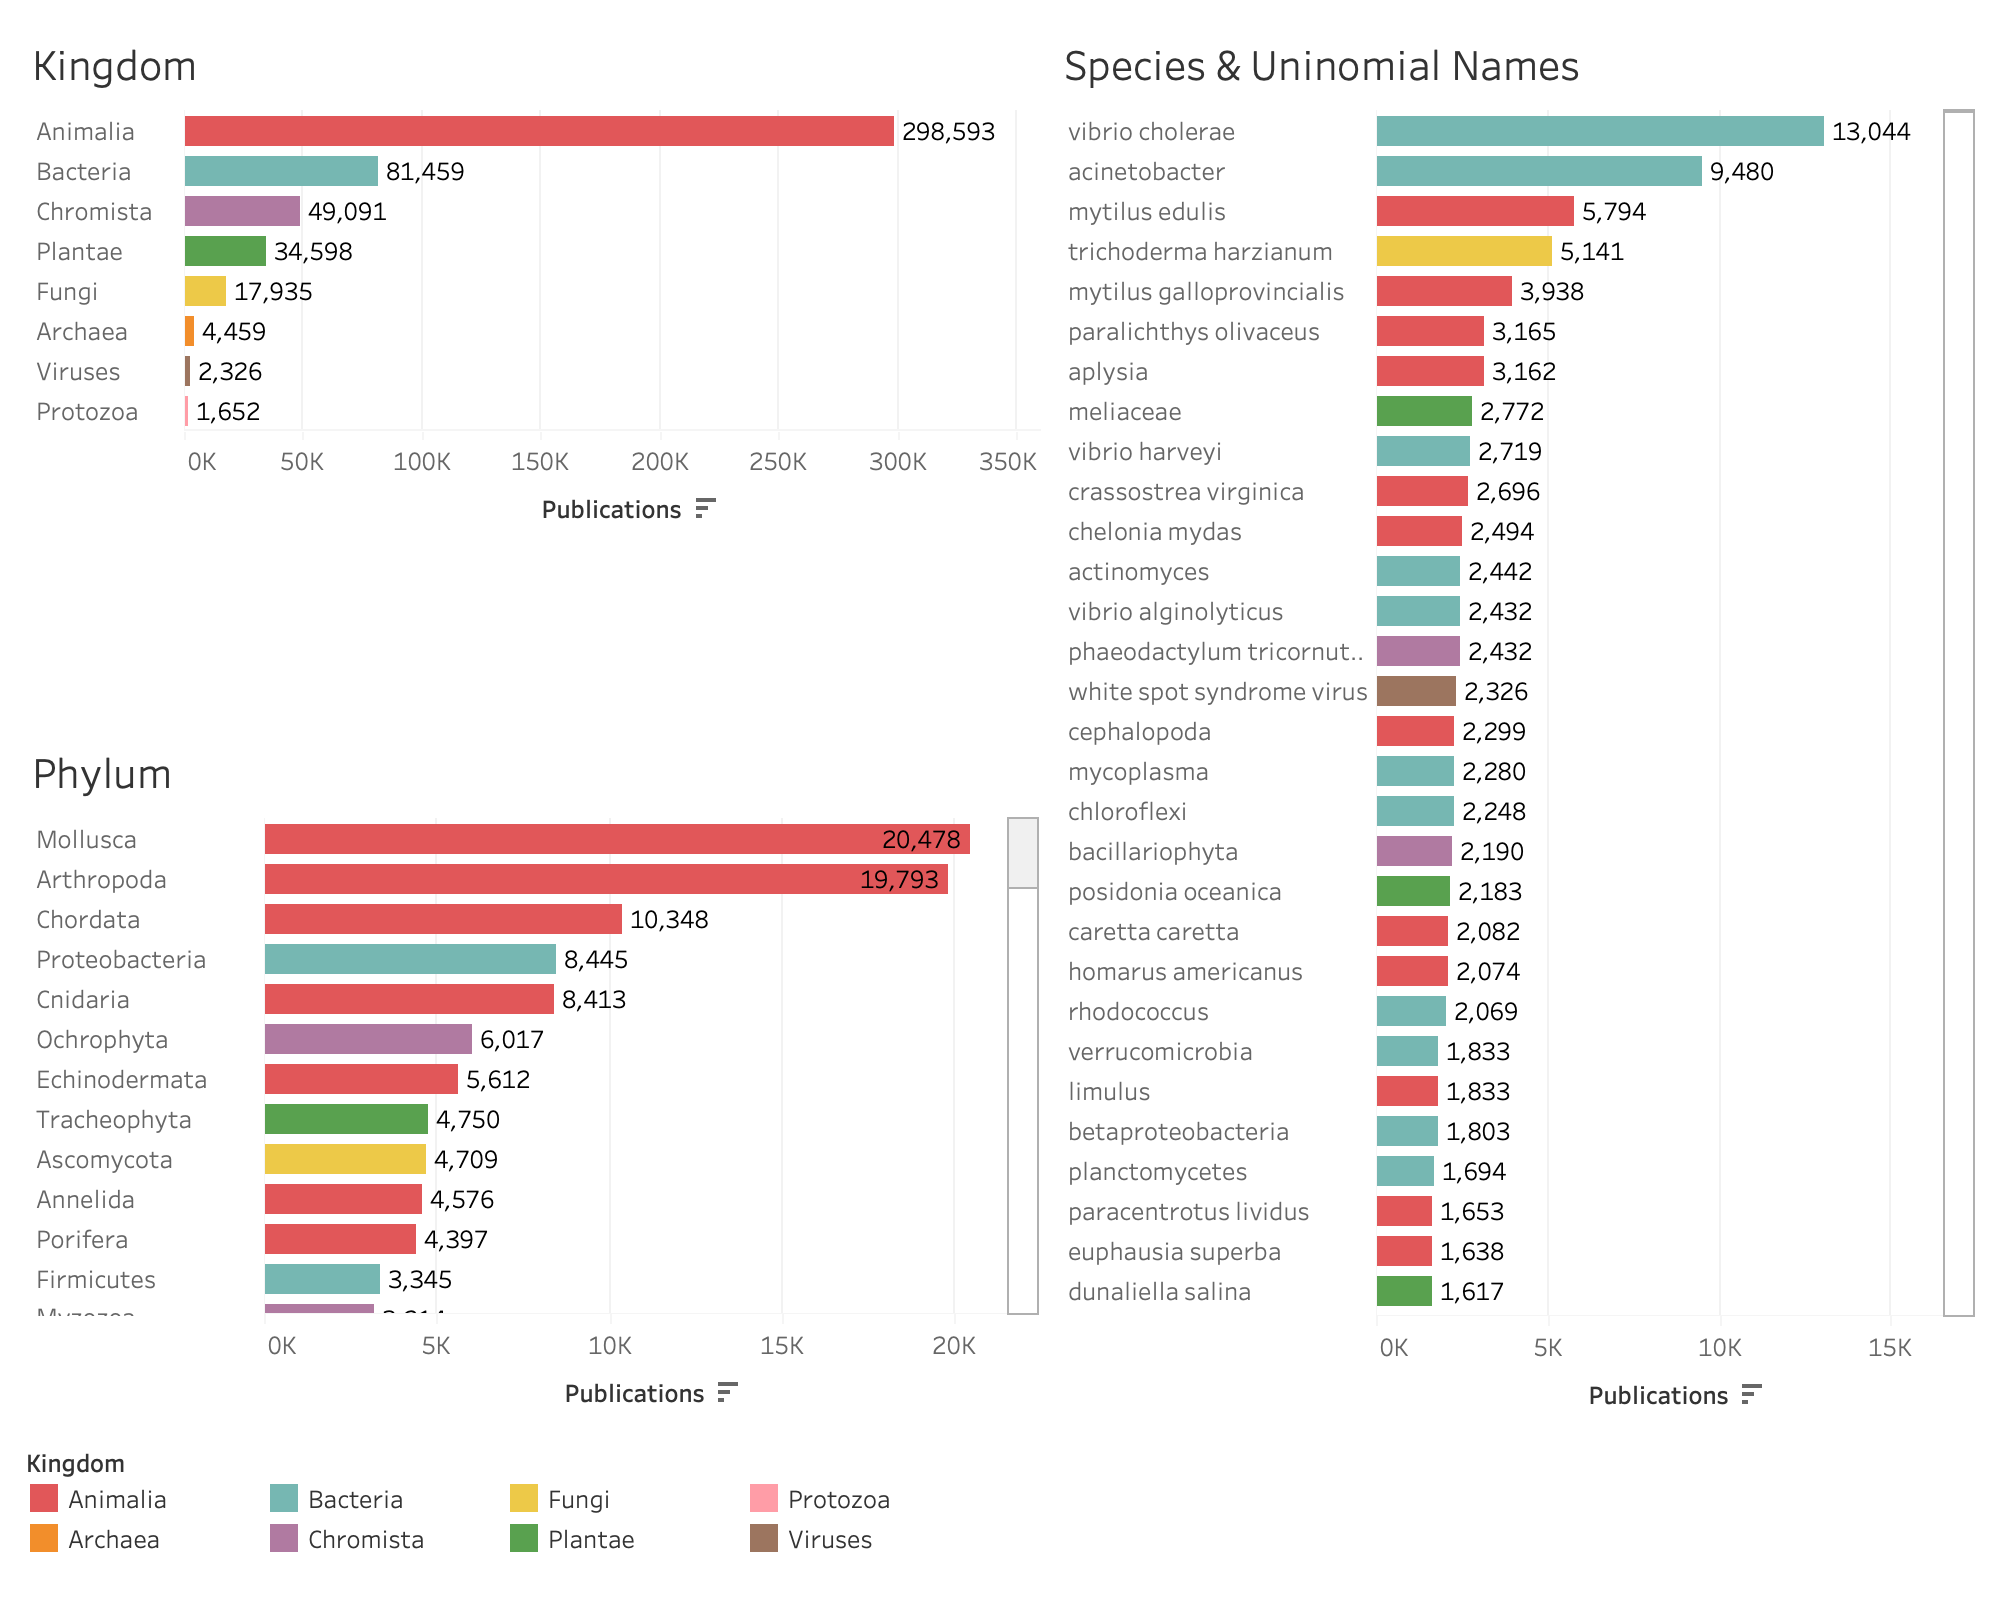 Kingdom
Animalia 298,593
Bacteria 81,459
Chromista 49,091
Plantae 34,598
Fungi 17,935
Archaea 4,459
Viruses 2,326
Protozoa 1,652
0K 50K 100K 150K 200K 250K 300K 350K
Publications
Phylum
Mollusca 20,478
Arthropoda 19,793
Chordata 10,348
Proteobacteria 8,445
Cnidaria 8,413
Ochrophyta 6,017
Echinodermata 5,612
Tracheophyta 4,750
Ascomycota 4,709
Annelida 4,576
Porifera 4,397
Firmicutes 3,345
Myzozoa
0K 5K 10K 15K 20K
Publications
Species & Uninomial Names
vibrio cholerae 13,044
acinetobacter 9,480
mytilus edulis 5,794
trichoderma harzianum 5,141
mytilus galloprovincialis 3,938
paralichthys olivaceus 3,165
aplysia 3,162
meliaceae 2,772
vibrio harveyi 2,719
crassostrea virginica 2,696
chelonia mydas 2,494
actinomyces 2,442
vibrio alginolyticus 2,432
phaeodactylum tricornut.. 2,432
white spot syndrome virus 2,326
cephalopoda 2,299
mycoplasma 2,280
chloroflexi 2,248
bacillariophyta 2,190
posidonia oceanica 2,183
caretta caretta 2,082
homarus americanus 2,074
rhodococcus 2,069
verrucomicrobia 1,833
limulus 1,833
betaproteobacteria 1,803
planctomycetes 1,694
paracentrotus lividus 1,653
euphausia superba 1,638
dunaliella salina 1,617
0K 5K 10K 15K
Publications
Kingdom
Animalia Bacteria Fungi Protozoa
Archaea Chromista Plantae Viruses